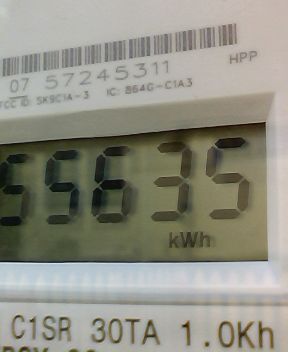 07 57245311
HPP
FCC ID: SK9C1A-3 IC: 864G-C1A3
55635
kWh
C1SR 30TA 1.0Kh